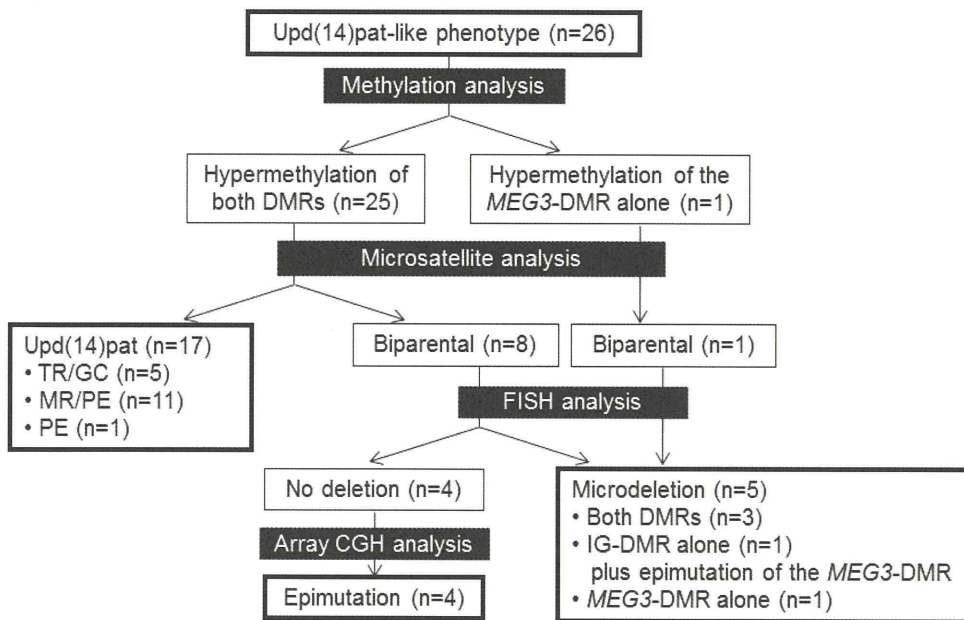 Upd(14)pat-like phenotype (n=26)
Methylation analysis
Hypermethylation of
both DMRs (n=25)
Hypermethylation of the
MEG3-DMR alone (n=1)
Microsatellite analysis
Upd(14)pat (n=17)
• TR/GC (n=5)
• MR/PE (n=11)
• PE (n=1)
Biparental (n=8)
Biparental (n=1)
FISH analysis
No deletion (n=4)
Microdeletion (n=5)
• Both DMRs (n=3)
• IG-DMR alone (n=1)
plus epimutation of the MEG3-DMR
• MEG3-DMR alone (n=1)
Array CGH analysis
Epimutation (n=4)